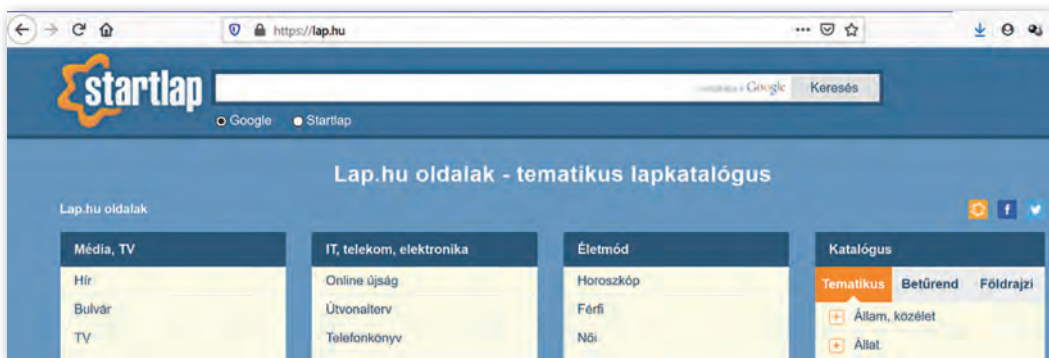 https://lap.hu
startlap
Google Keresés
Google Startlap
Lap.hu oldalak - tematikus lapkatalógus
Lap.hu oldalak
Média, TV
Hír
Bulvár
TV
IT, telekom, elektronika
Online újság
Útvonalterv
Telefonkönyv
Életmód
Horoszkóp
Férfi
Női
Katalógus
Tematikus Betűrend Földrajzi
Állam, közélet
Állat